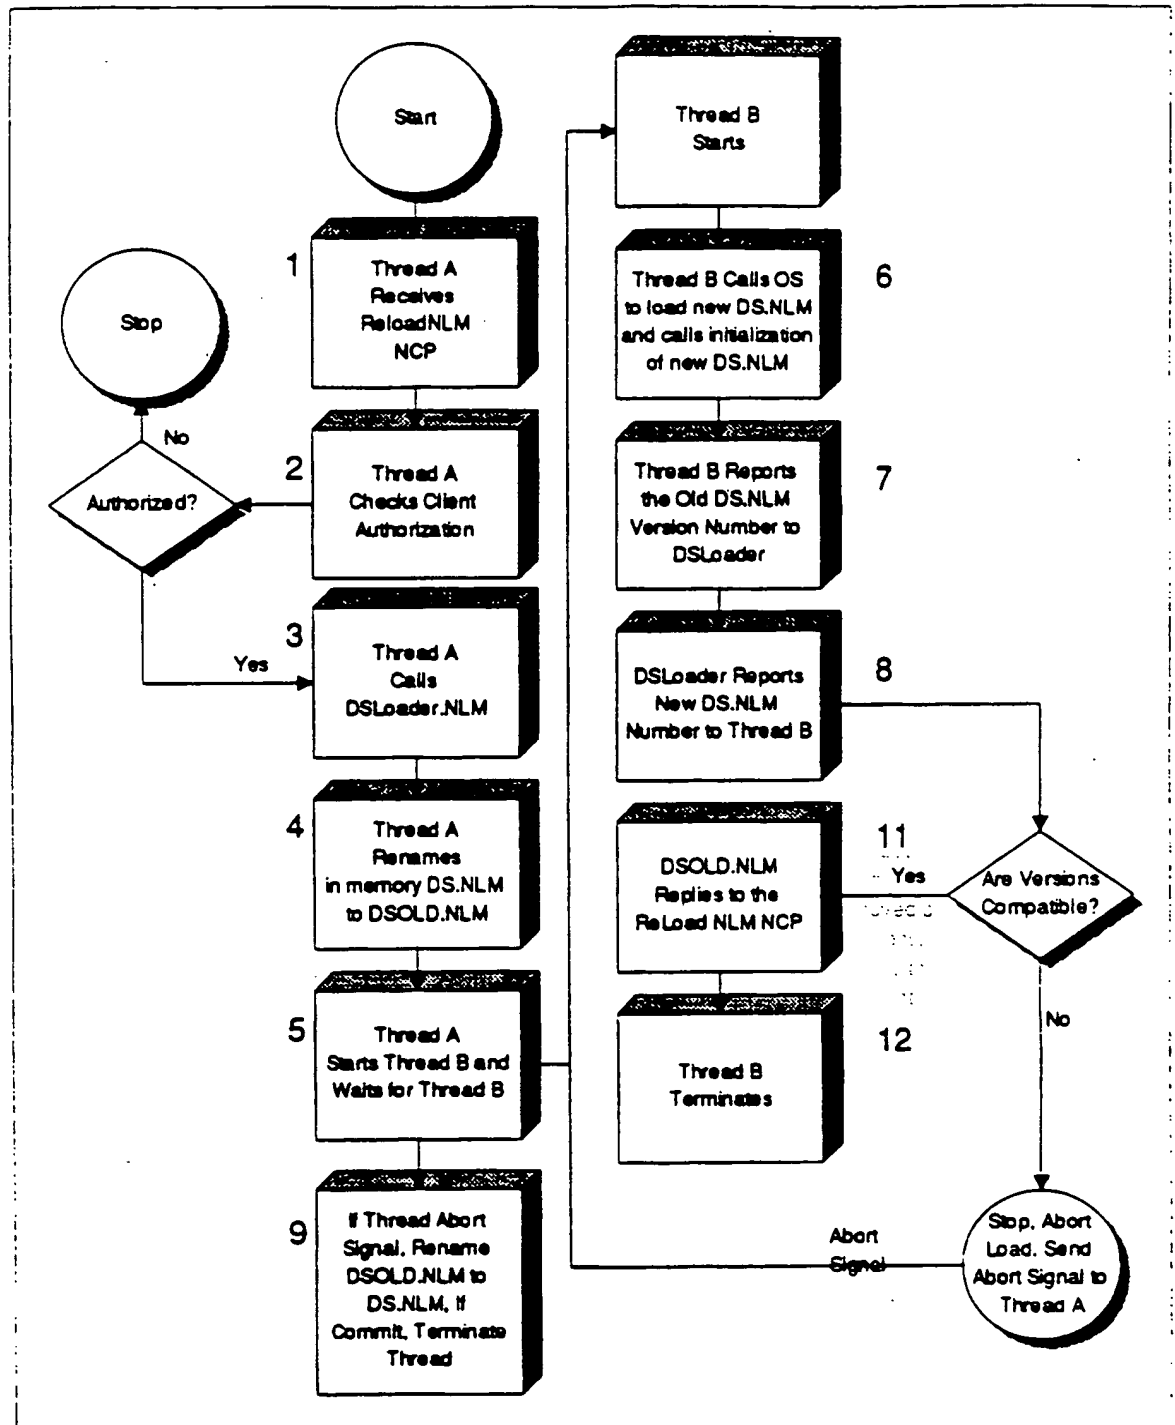 Start
1
Thread A
Receives
ReloadNLM
NCP
Stop
No
2
Thread A
Checks Client
Authorization
Authorized?
Yes
3
Thread A
Calls
DSLoader.NLM
4
Thread A
Renames
in memory DS.NLM
to DSOLD.NLM
5
Thread A
Starts Thread B and
Waits for Thread B
9
If Thread Abort
Signal, Rename
DSOLD.NLM to
DS.NLM, If
Commit, Terminate
Thread
Thread B
Starts
6
Thread B Calls OS
to load new DS.NLM
and calls initialization
of new DS.NLM
7
Thread B Reports
the Old DS.NLM
Version Number to
DSLoader
8
DSLoader Reports
New DS.NLM
Number to Thread B
Are Versions
Compatible?
11
Yes
DSOLD.NLM
Replies to the
ReLoad NLM NCP
12
Thread B
Terminates
No
Stop, Abort
Load, Send
Abort Signal to
Thread A
Abort
Signal